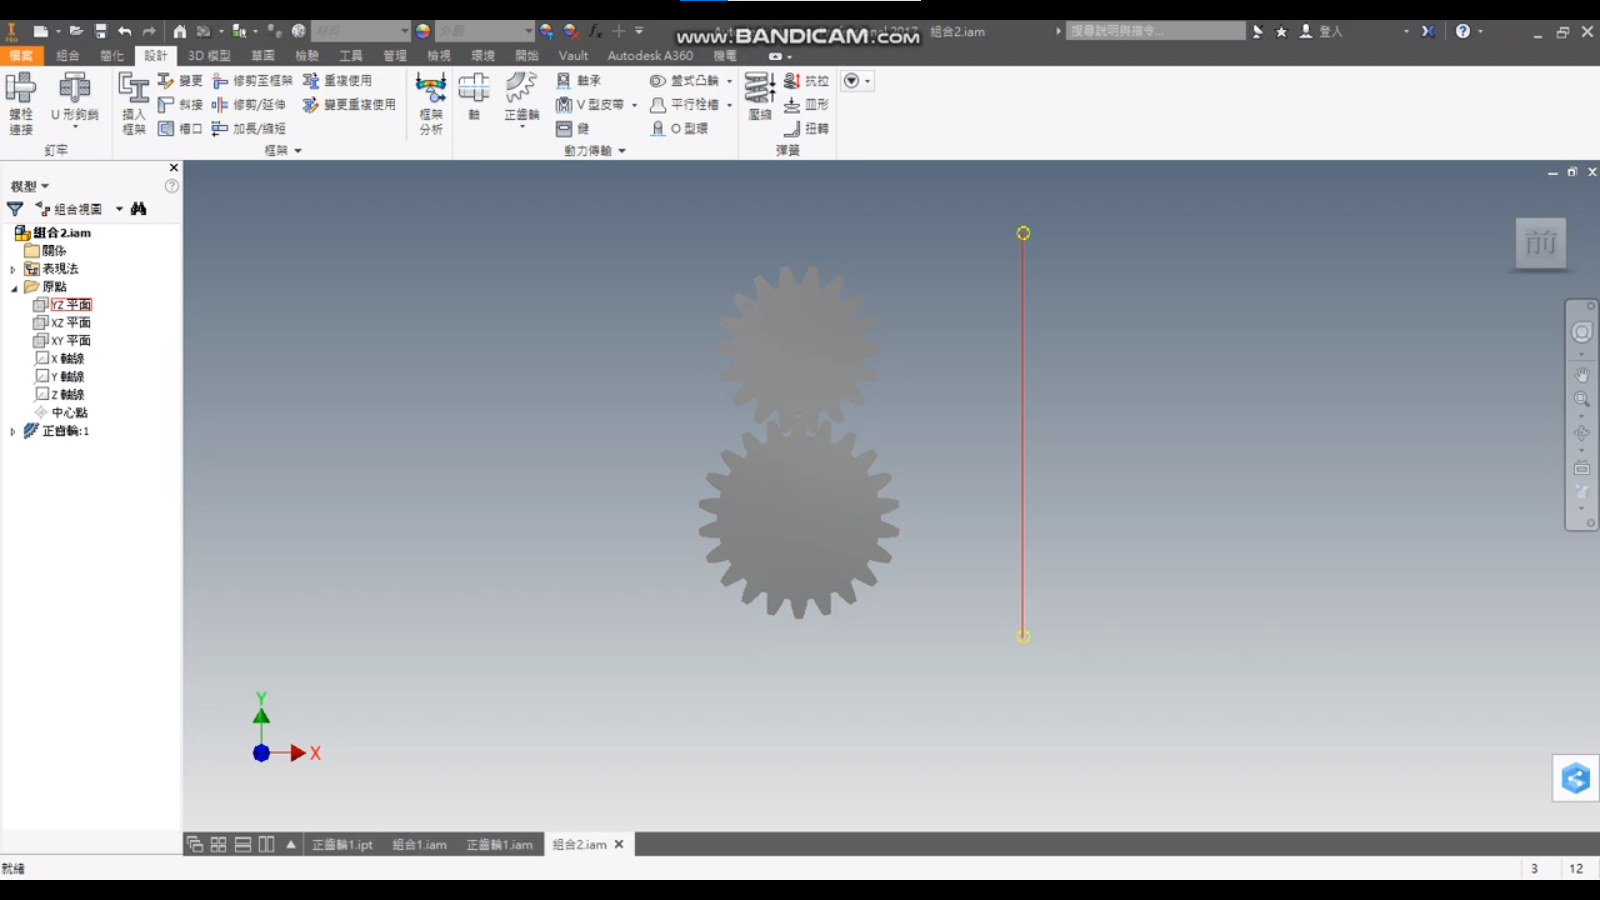 www.BANDICAM.com
組合2.iam
搜尋說明與指令...
登入
檔案 組合 簡化 設計 3D 模型 草圖 檢驗 工具 管理 檢視 環境 開始 Vault Autodesk A360 機電
變更 修剪至框架 重複使用 軸承 盤式凸輪 抗拉
斜接 修剪/延伸 變更重複使用 V 型皮帶 平行栓槽 皿形
槽口 加長/縮短 鍵 O 型環 扭轉
螺栓連接 U 形鉤銷 插入框架 框架分析 軸 正齒輪 壓縮
釘牢 框架 動力傳輸 彈簧
模型
組合視圖
組合2.iam
關係
表現法
原點
YZ 平面
XZ 平面
XY 平面
X 軸線
Y 軸線
Z 軸線
中心點
正齒輪:1
前
Y
X
正齒輪1.ipt 組合1.iam 正齒輪1.iam 組合2.iam
就緒
3 12